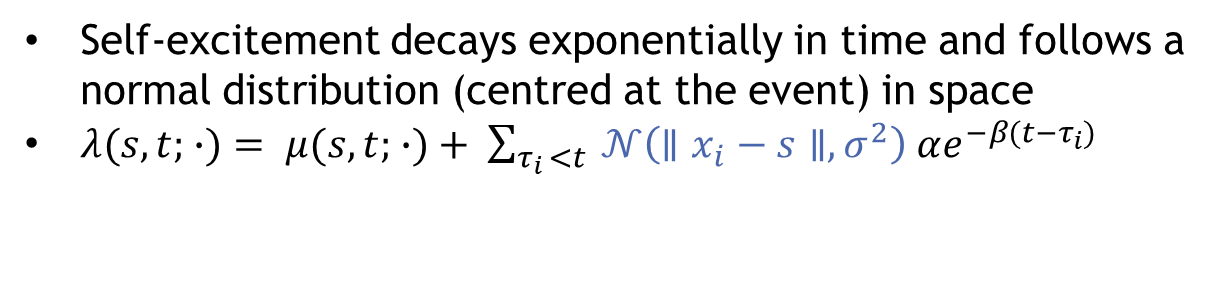 • Self-excitement decays exponentially in time and follows a
normal distribution (centred at the event) in space
• λ(s, t; ·) = μ(s, t; ·) + ∑_{τ_i<t} 𝒩(‖ x_i − s ‖, σ²) αe^{−β(t−τ_i)}